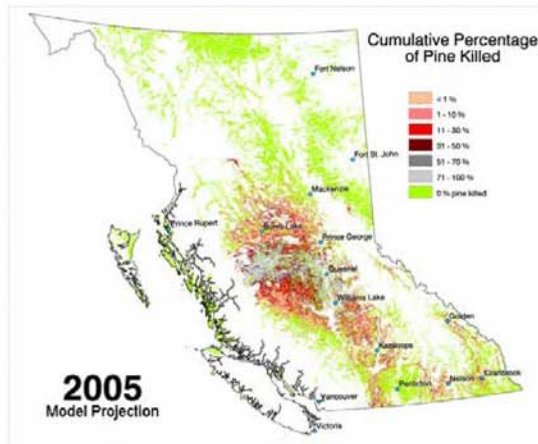 Cumulative Percentage
of Pine Killed
< 1 %
1 - 10 %
11 - 30 %
31 - 50 %
51 - 70 %
71 - 100 %
0 % pine killed
Fort Nelson
Fort St. John
Mackenzie
Prince Rupert
Burns Lake
Prince George
Quesnel
Williams Lake
Golden
Kamloops
Cranbrook
Penticton
Nelson
Vancouver
Victoria
2005
Model Projection